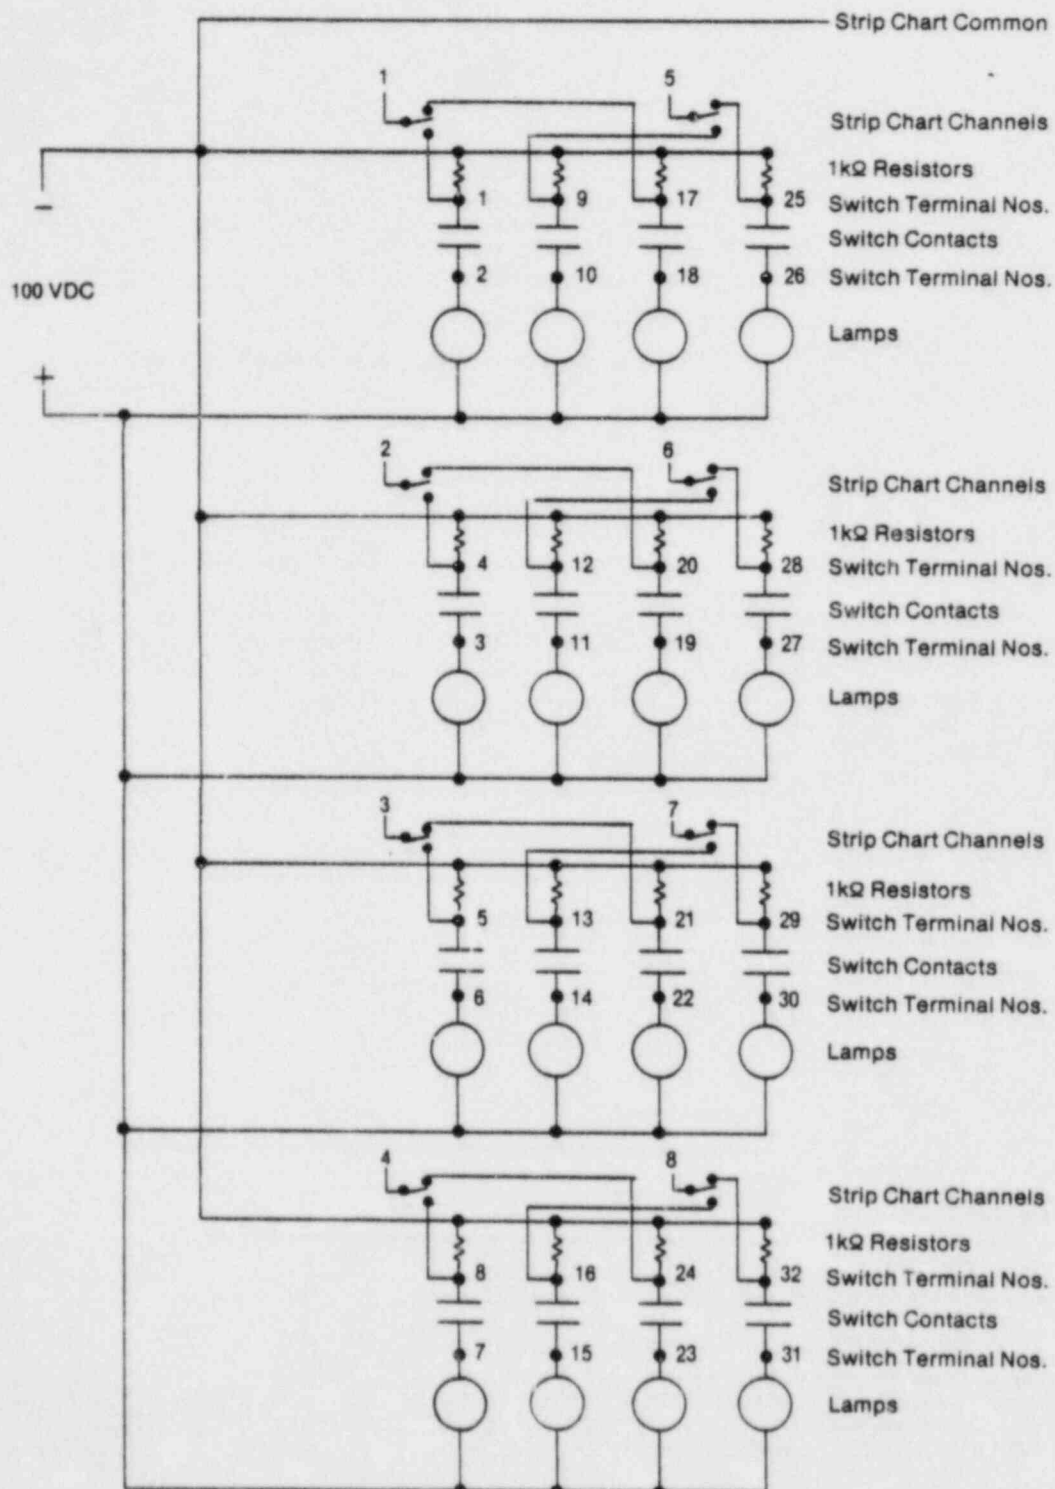 Strip Chart Common
1 5
Strip Chart Channels
1kΩ Resistors
1 9 17 25 Switch Terminal Nos.
Switch Contacts
2 10 18 26 Switch Terminal Nos.
−
100 VDC
Lamps
+
2 6
Strip Chart Channels
1kΩ Resistors
4 12 20 28 Switch Terminal Nos.
Switch Contacts
3 11 19 27 Switch Terminal Nos.
Lamps
3 7
Strip Chart Channels
1kΩ Resistors
5 13 21 29 Switch Terminal Nos.
Switch Contacts
6 14 22 30 Switch Terminal Nos.
Lamps
4 8
Strip Chart Channels
1kΩ Resistors
8 16 24 32 Switch Terminal Nos.
Switch Contacts
7 15 23 31 Switch Terminal Nos.
Lamps